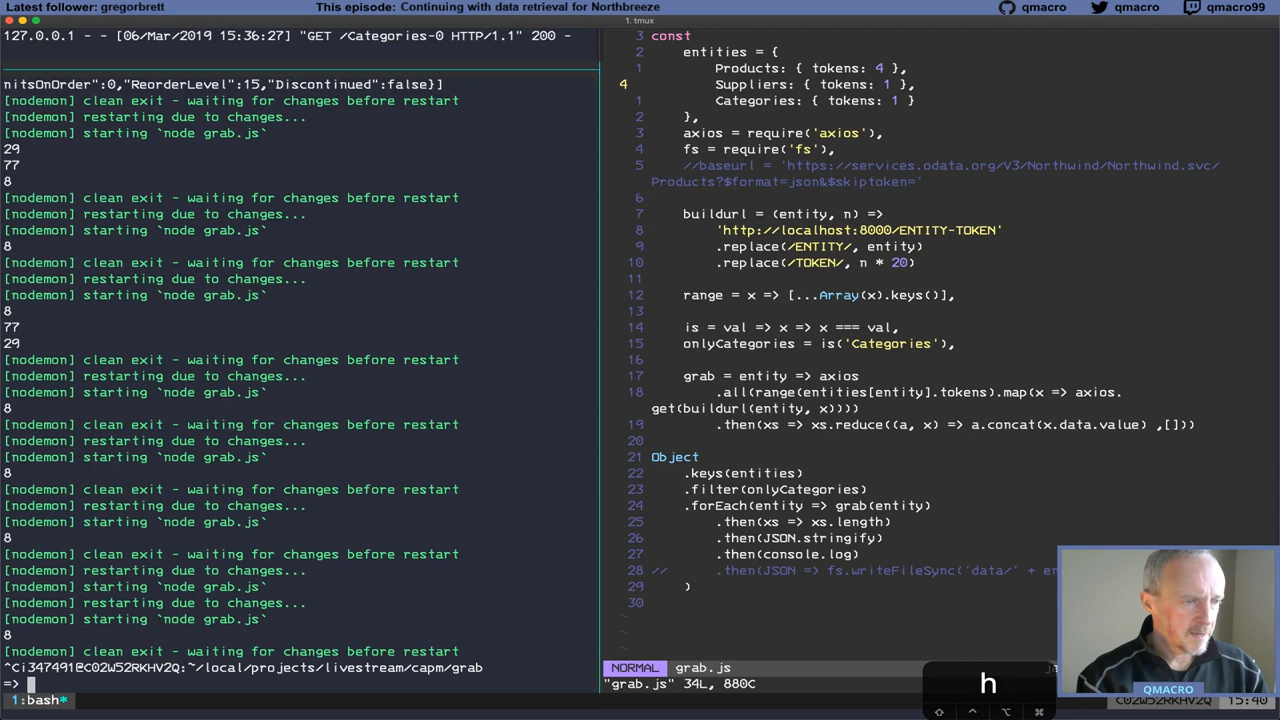 Latest follower: gregorbrett
This episode: Continuing with data retrieval for Northbreeze
qmacro
qmacro
qmacro99
1. tmux
127.0.0.1 - - [06/Mar/2019 15:36:27] "GET /Categories-0 HTTP/1.1" 200 -
nitsOnOrder":0,"ReorderLevel":15,"Discontinued":false}]
[nodemon] clean exit - waiting for changes before restart
[nodemon] restarting due to changes...
[nodemon] starting `node grab.js`
29
77
8
[nodemon] clean exit - waiting for changes before restart
[nodemon] restarting due to changes...
[nodemon] starting `node grab.js`
8
[nodemon] clean exit - waiting for changes before restart
[nodemon] restarting due to changes...
[nodemon] starting `node grab.js`
8
77
29
[nodemon] clean exit - waiting for changes before restart
[nodemon] restarting due to changes...
[nodemon] starting `node grab.js`
8
[nodemon] clean exit - waiting for changes before restart
[nodemon] restarting due to changes...
[nodemon] starting `node grab.js`
8
[nodemon] clean exit - waiting for changes before restart
[nodemon] restarting due to changes...
[nodemon] starting `node grab.js`
8
[nodemon] clean exit - waiting for changes before restart
[nodemon] restarting due to changes...
[nodemon] starting `node grab.js`
8
[nodemon] restarting due to changes...
[nodemon] starting `node grab.js`
8
[nodemon] clean exit - waiting for changes before restart
^Ci347491@C02W52RKHV2Q:~/local/projects/livestream/capm/grab
=>
3 const
2 entities = {
1 Products: { tokens: 4 },
4 Suppliers: { tokens: 1 },
1 Categories: { tokens: 1 }
2 },
3 axios = require('axios'),
4 fs = require('fs'),
5 //baseurl = 'https://services.odata.org/V3/Northwind/Northwind.svc/
Products?$format=json&$skiptoken='
6
7 buildurl = (entity, n) =>
8 'http://localhost:8000/ENTITY-TOKEN'
9 .replace(/ENTITY/, entity)
10 .replace(/TOKEN/, n * 20)
11
12 range = x => [...Array(x).keys()],
13
14 is = val => x => x === val,
15 onlyCategories = is('Categories'),
16
17 grab = entity => axios
18 .all(range(entities[entity].tokens).map(x => axios.
get(buildurl(entity, x))))
19 .then(xs => xs.reduce((a, x) => a.concat(x.data.value) ,[]))
20
21 Object
22 .keys(entities)
23 .filter(onlyCategories)
24 .forEach(entity => grab(entity)
25 .then(xs => xs.length)
26 .then(JSON.stringify)
27 .then(console.log)
28 // .then(JSON => fs.writeFileSync('data/' + en
29 )
30
~
~
NORMAL grab.js
"grab.js" 34L, 880C
h
QMACRO
1:bash*
C02W52RKHV2Q 15:40